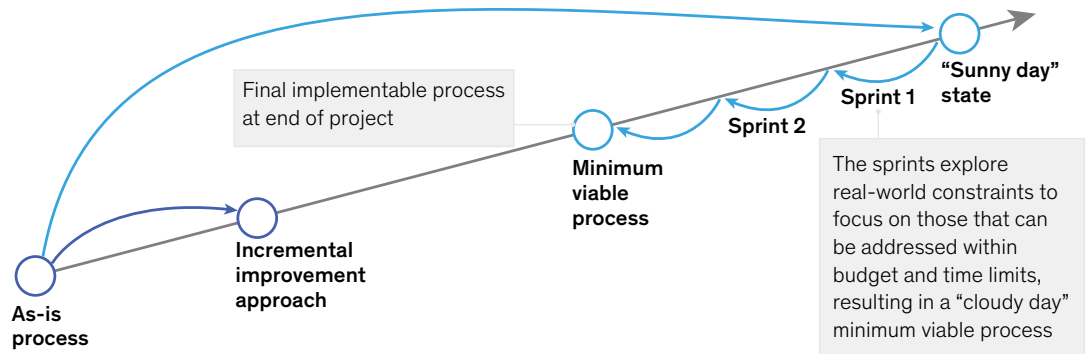 Final implementable process
at end of project
"Sunny day"
state
Sprint 1
Sprint 2
Minimum
viable
process
The sprints explore
real-world constraints to
focus on those that can
be addressed within
budget and time limits,
resulting in a “cloudy day”
minimum viable process
Incremental
improvement
approach
As-is
process